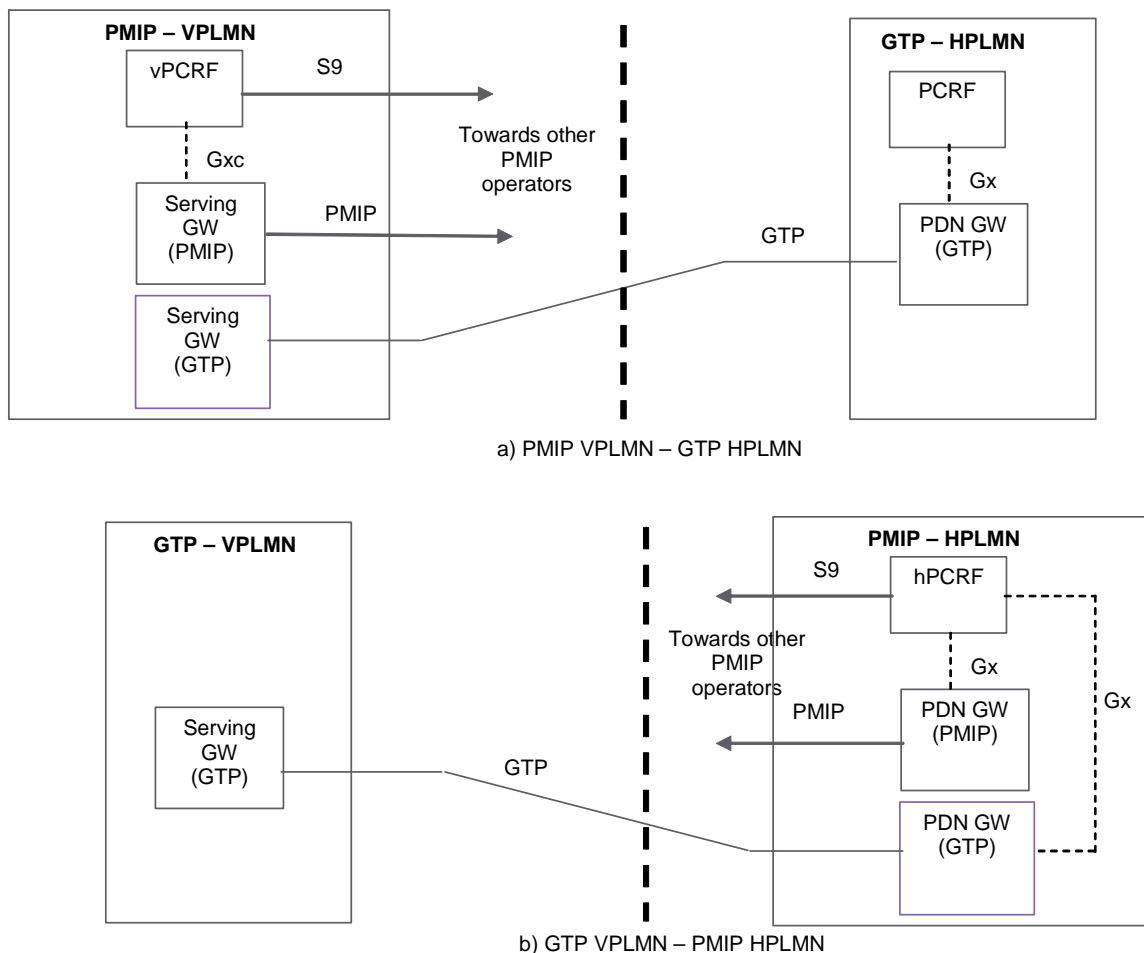 PMIP – VPLMN
vPCRF
S9
Gxc
Towards other
PMIP
operators
Serving
GW
(PMIP)
PMIP
Serving
GW
(GTP)
GTP
GTP – HPLMN
PCRF
Gx
PDN GW
(GTP)
a) PMIP VPLMN – GTP HPLMN
GTP – VPLMN
Serving
GW
(GTP)
GTP
PMIP – HPLMN
S9
hPCRF
Towards other
PMIP
operators
Gx
Gx
PMIP
PDN GW
(PMIP)
PDN GW
(GTP)
b) GTP VPLMN – PMIP HPLMN